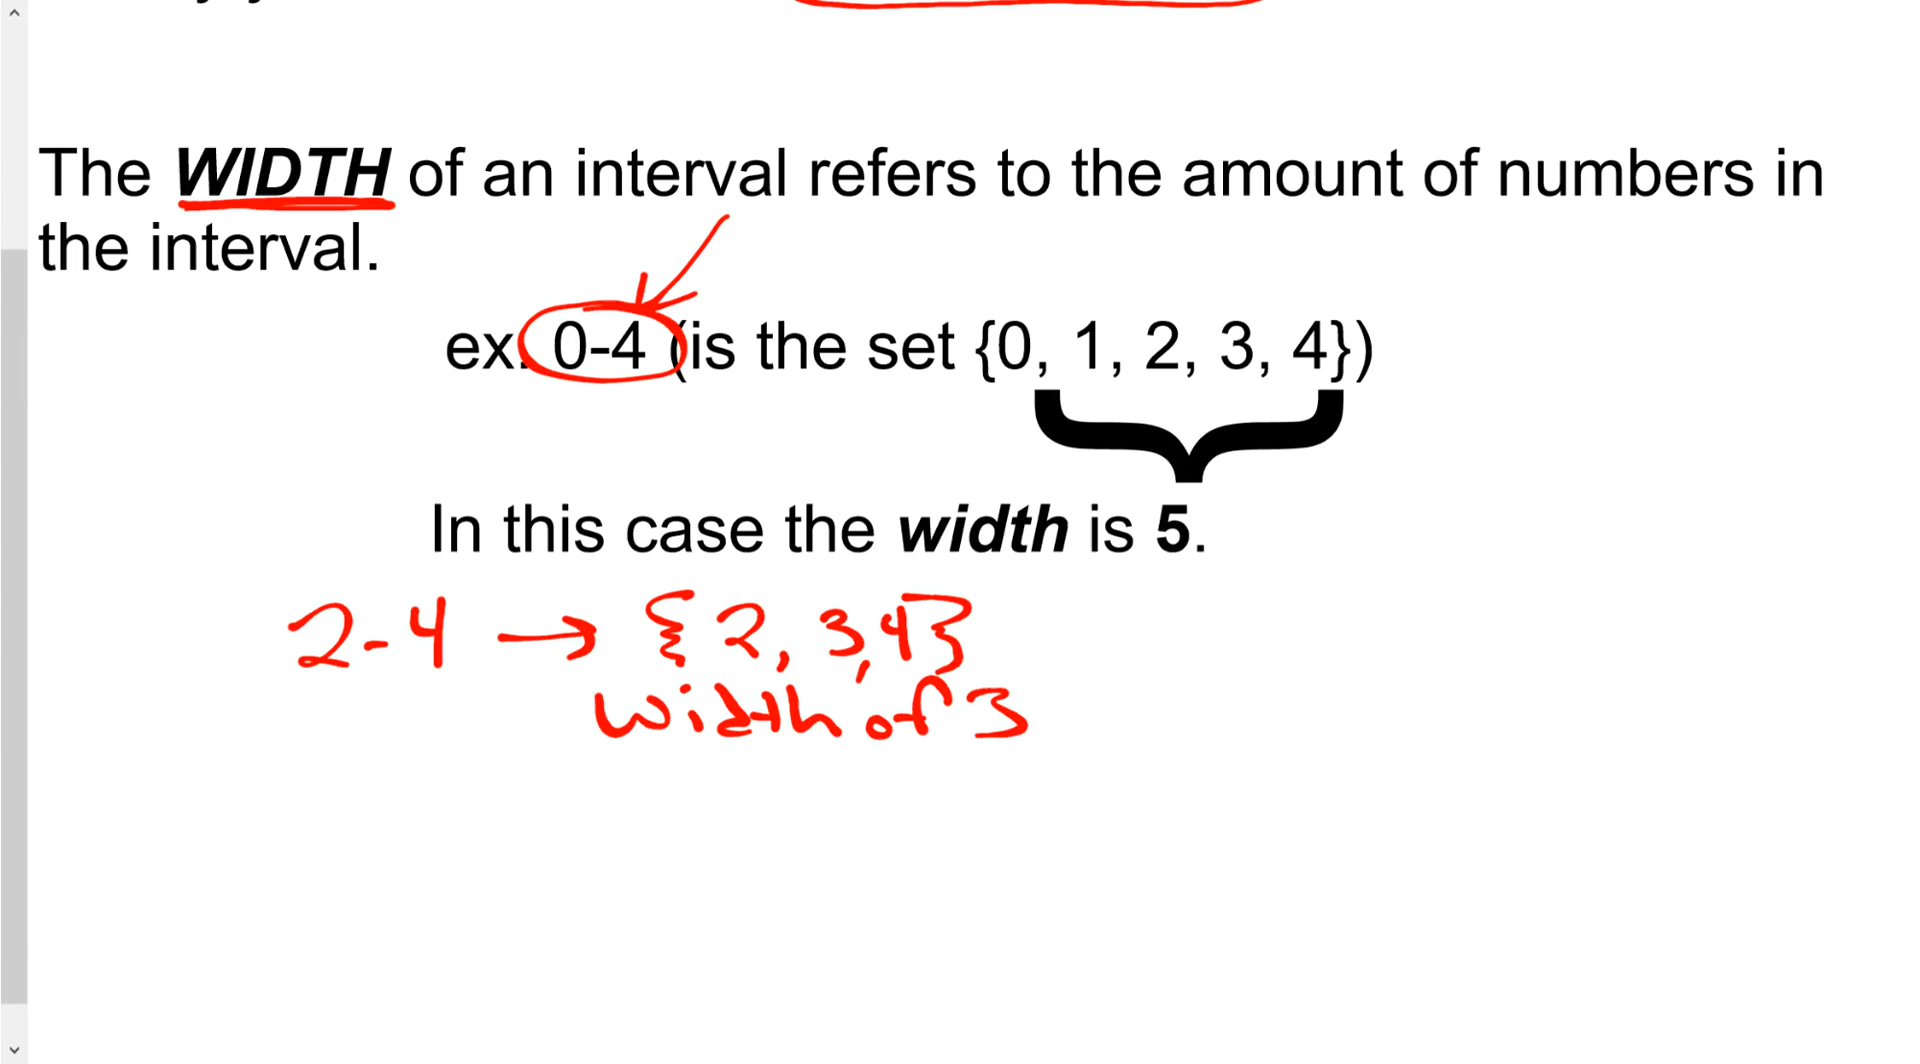 The WIDTH of an interval refers to the amount of numbers in
the interval.
ex. 0-4 (is the set {0, 1, 2, 3, 4})
In this case the width is 5.
2-4 → {2, 3, 4}
width of 3